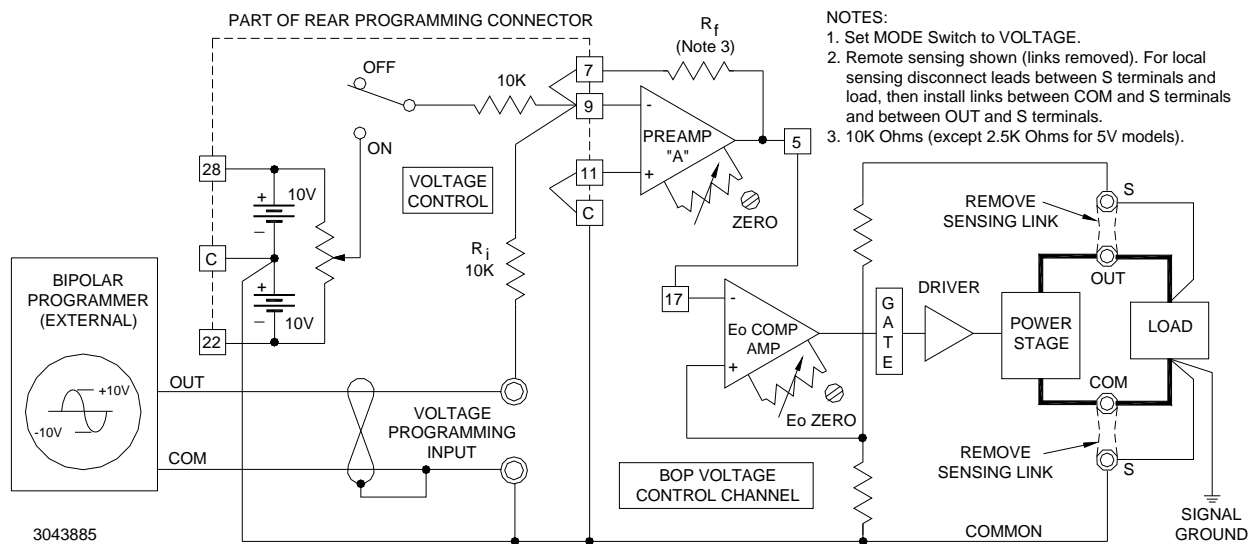 PART OF REAR PROGRAMMING CONNECTOR
R f
(Note 3)
NOTES:
1. Set MODE Switch to VOLTAGE.
2. Remote sensing shown (links removed). For local
sensing disconnect leads between S terminals and
load, then install links between COM and S terminals
and between OUT and S terminals.
3. 10K Ohms (except 2.5K Ohms for 5V models).
OFF
10K
7
9
-
PREAMP
"A"
+
5
ON
28
11
C
ZERO
VOLTAGE
CONTROL
+
10V
–
C
+
10V
–
22
R i
10K
S
REMOVE
SENSING LINK
OUT
BIPOLAR
PROGRAMMER
(EXTERNAL)
+10V
-10V
17
-
Eo COMP
AMP
+
GATE
DRIVER
POWER
STAGE
LOAD
OUT
VOLTAGE
PROGRAMMING
INPUT
COM
Eo ZERO
COM
REMOVE
SENSING LINK
S
BOP VOLTAGE
CONTROL CHANNEL
SIGNAL
GROUND
3043885
COMMON